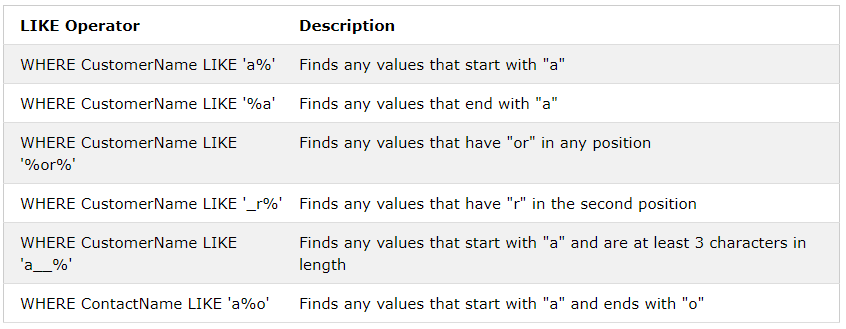 LIKE Operator Description
WHERE CustomerName LIKE 'a%' Finds any values that start with "a"
WHERE CustomerName LIKE '%a' Finds any values that end with "a"
WHERE CustomerName LIKE Finds any values that have "or" in any position
'%or%'
WHERE CustomerName LIKE '_r%' Finds any values that have "r" in the second position
WHERE CustomerName LIKE Finds any values that start with "a" and are at least 3 characters in
'a__%' length
WHERE ContactName LIKE 'a%o' Finds any values that start with "a" and ends with "o"